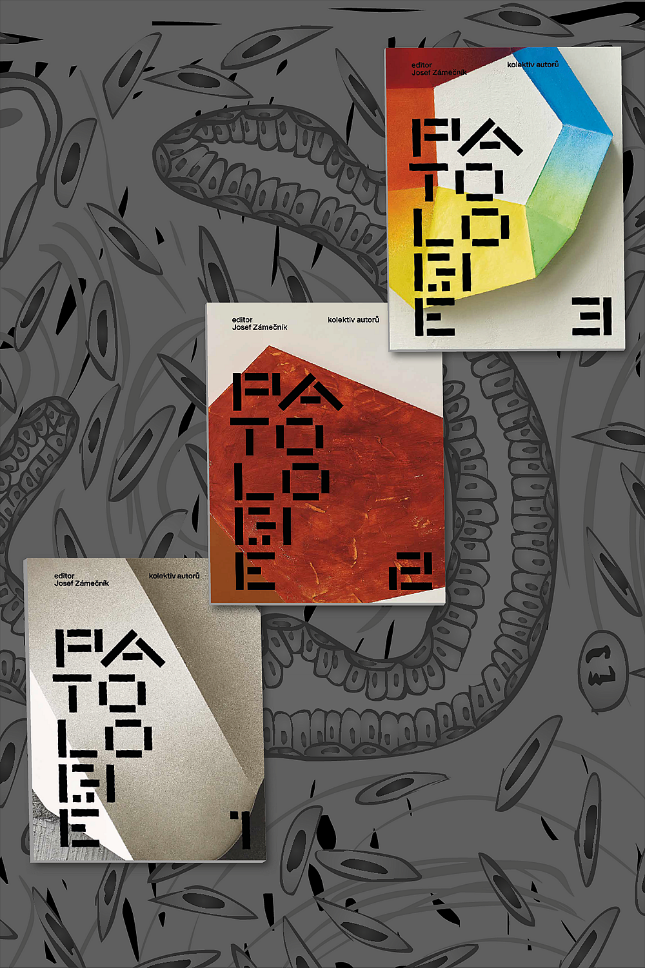 editor
Josef Zámečník
kolektiv autorů
PA
TO
LO
GI
E
3
editor
Josef Zámečník
kolektiv autorů
PA
TO
LO
GI
E
2
editor
Josef Zámečník
kolektiv autorů
PA
TO
LO
GI
E
1